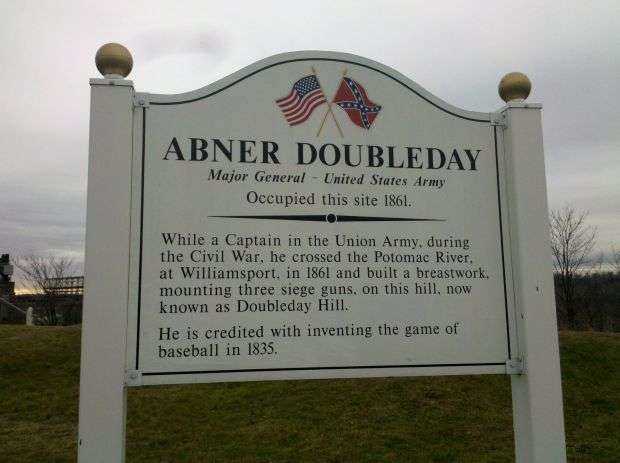 ABNER DOUBLEDAY
Major General - United States Army
Occupied this site 1861.
While a Captain in the Union Army, during
the Civil War, he crossed the Potomac River,
at Williamsport, in 1861 and built a breastwork,
mounting three siege guns, on this hill, now
known as Doubleday Hill.
He is credited with inventing the game of
baseball in 1835.